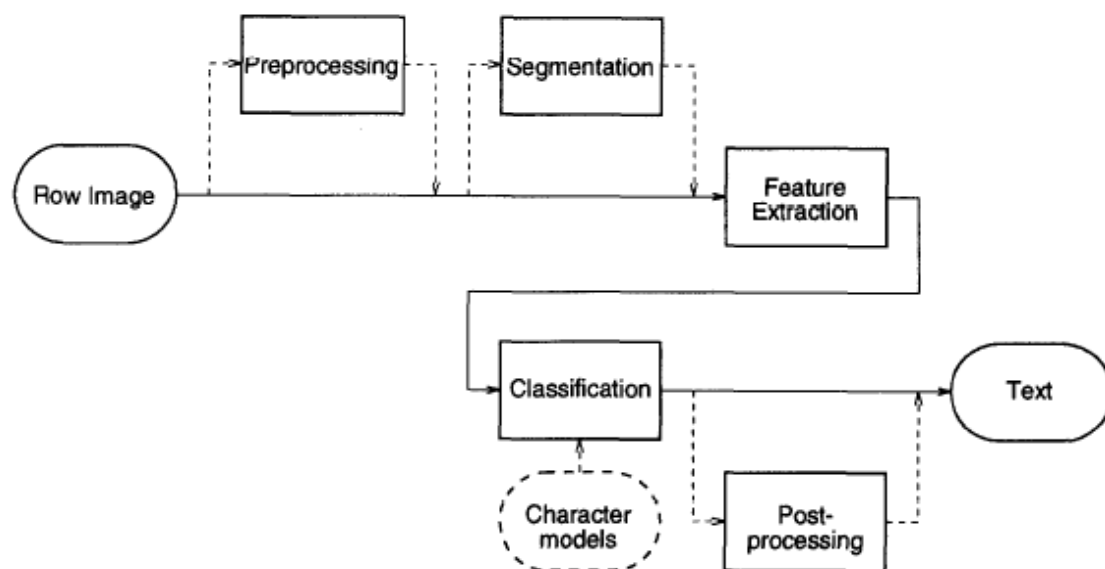 Preprocessing
Segmentation
Row Image
Feature
Extraction
Classification
Text
Character
models
Post-
processing